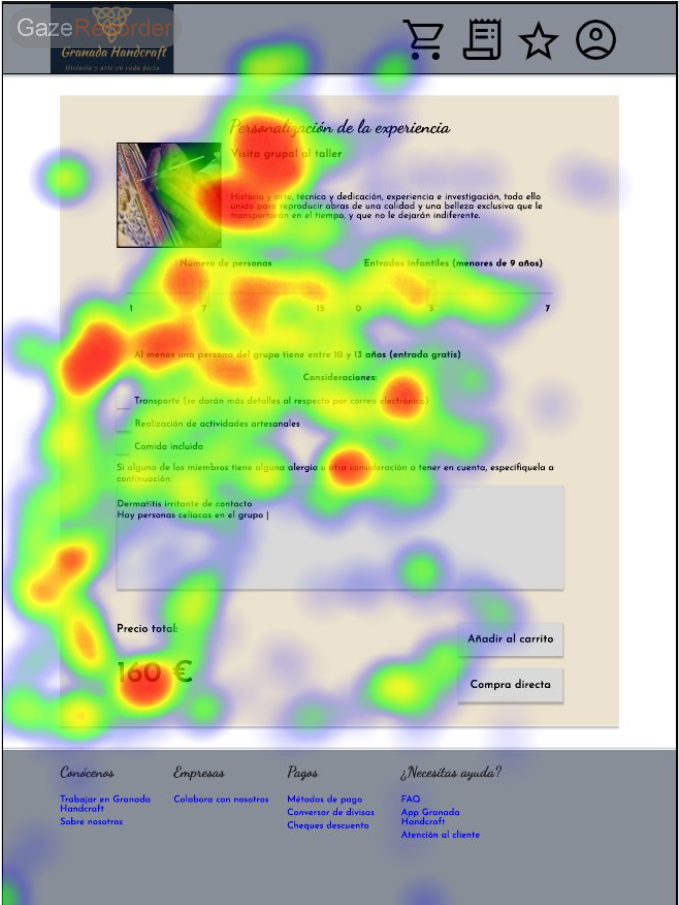 GazeRecorder
Granada Handcraft
Historia y arte en cada pieza
Personalización de la experiencia
Visita grupal al taller
Historia y arte, técnica y dedicación, experiencia e investigación, todo ello
unido para reproducir obras de una calidad y una belleza exclusiva que le
transportarán en el tiempo, y que no le dejarán indiferente.
Número de personas
Entradas infantiles (menores de 9 años)
1 7 15 0 3 7
Al menos una persona del grupo tiene entre 10 y 13 años (entrada gratis)
Consideraciones:
Transporte (se darán más detalles al respecto por correo electrónico)
Realización de actividades artesanales
Comida incluida
Si alguno de los miembros tiene alguna alergia u otra consideración a tener en cuenta, especifíquela a
continuación:
Dermatitis irritante de contacto
Hay personas celíacas en el grupo |
Precio total:
160 €
Añadir al carrito
Compra directa
Conócenos
Trabajar en Granada
Handcraft
Sobre nosotros
Empresas
Colabora con nosotros
Pagos
Métodos de pago
Conversor de divisas
Cheques descuento
¿Necesitas ayuda?
FAQ
App Granada
Handcraft
Atención al cliente